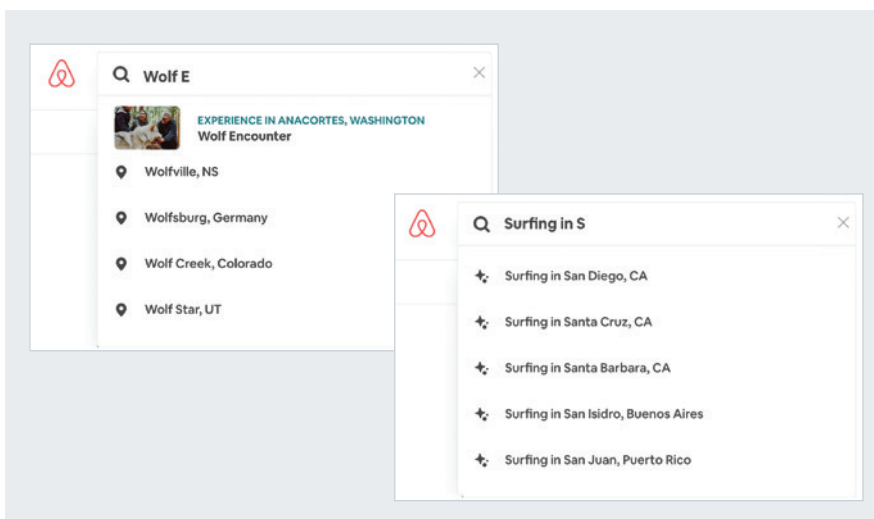 Wolf E
EXPERIENCE IN ANACORTES, WASHINGTON
Wolf Encounter
Wolfville, NS
Wolfsburg, Germany
Wolf Creek, Colorado
Wolf Star, UT
Surfing in S
Surfing in San Diego, CA
Surfing in Santa Cruz, CA
Surfing in Santa Barbara, CA
Surfing in San Isidro, Buenos Aires
Surfing in San Juan, Puerto Rico